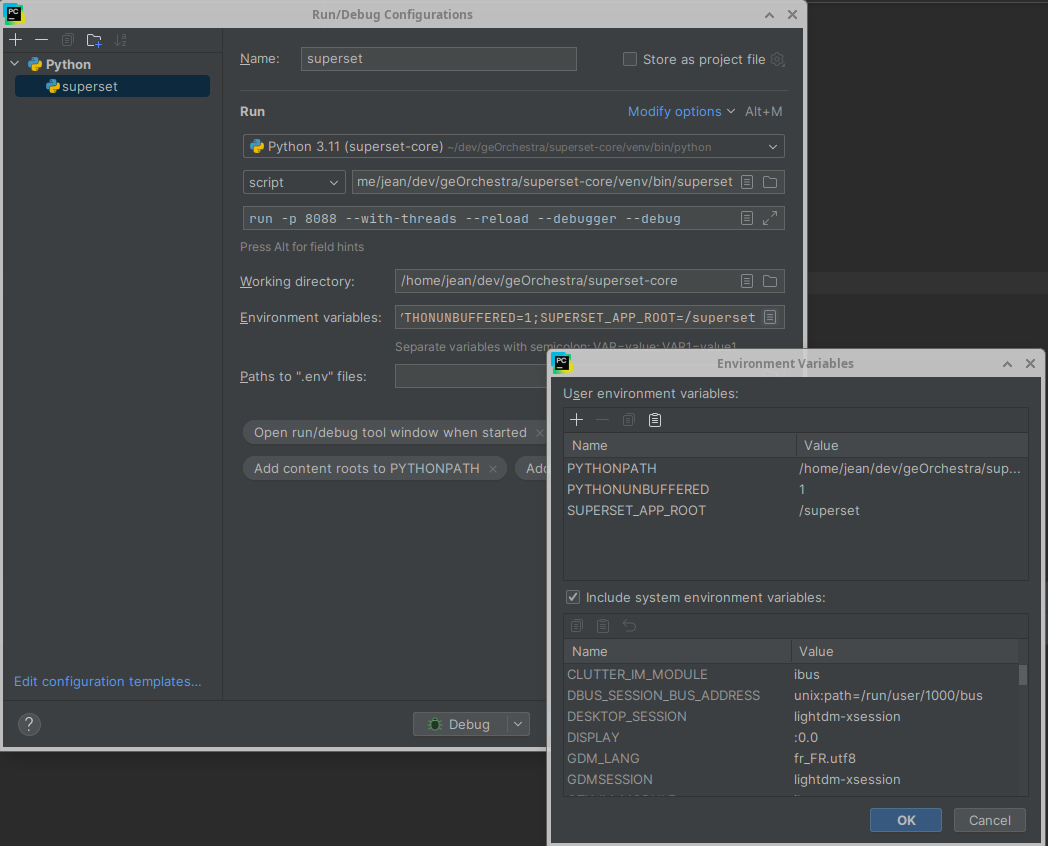 PC
Run/Debug Configurations
Python
superset
Edit configuration templates...
?
Name:
superset
Store as project file
Run
Modify options
Alt+M
Python 3.11 (superset-core) ~/dev/geOrchestra/superset-core/venv/bin/python
script
me/jean/dev/geOrchestra/superset-core/venv/bin/superset
run -p 8088 --with-threads --reload --debugger --debug
Press Alt for field hints
Working directory:
/home/jean/dev/geOrchestra/superset-core
Environment variables:
THONUNBUFFERED=1;SUPERSET_APP_ROOT=/superset
Separate variables with semicolon: VAR=value; VAR1=value1
Paths to ".env" files:
Open run/debug tool window when started
Add content roots to PYTHONPATH
Debug
PC
Environment Variables
User environment variables:
Name Value
PYTHONPATH /home/jean/dev/geOrchestra/sup...
PYTHONUNBUFFERED 1
SUPERSET_APP_ROOT /superset
Include system environment variables:
Name Value
CLUTTER_IM_MODULE ibus
DBUS_SESSION_BUS_ADDRESS unix:path=/run/user/1000/bus
DESKTOP_SESSION lightdm-xsession
DISPLAY :0.0
GDM_LANG fr_FR.utf8
GDMSESSION lightdm-xsession
OK
Cancel